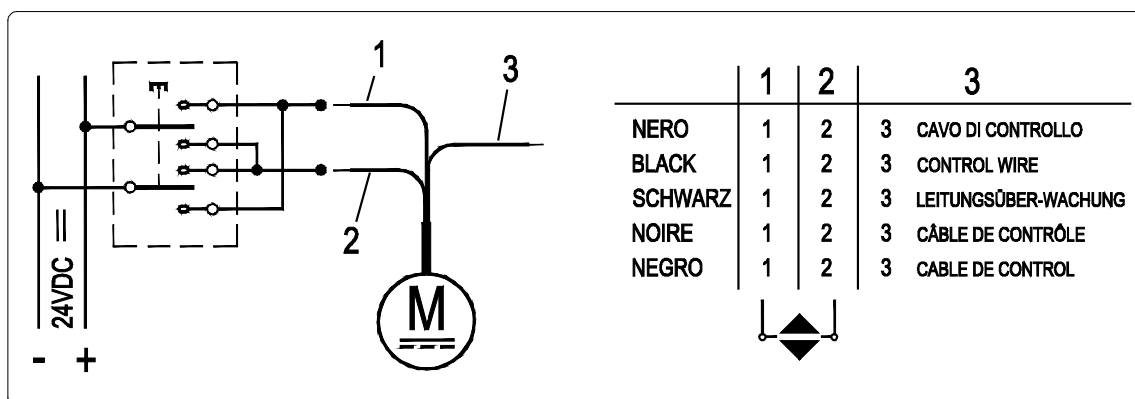 1
3
2
24VDC =
- +
M
1 2 3
NERO 1 2 3 CAVO DI CONTROLLO
BLACK 1 2 3 CONTROL WIRE
SCHWARZ 1 2 3 LEITUNGSÜBER-WACHUNG
NOIRE 1 2 3 CÂBLE DE CONTRÔLE
NEGRO 1 2 3 CABLE DE CONTROL